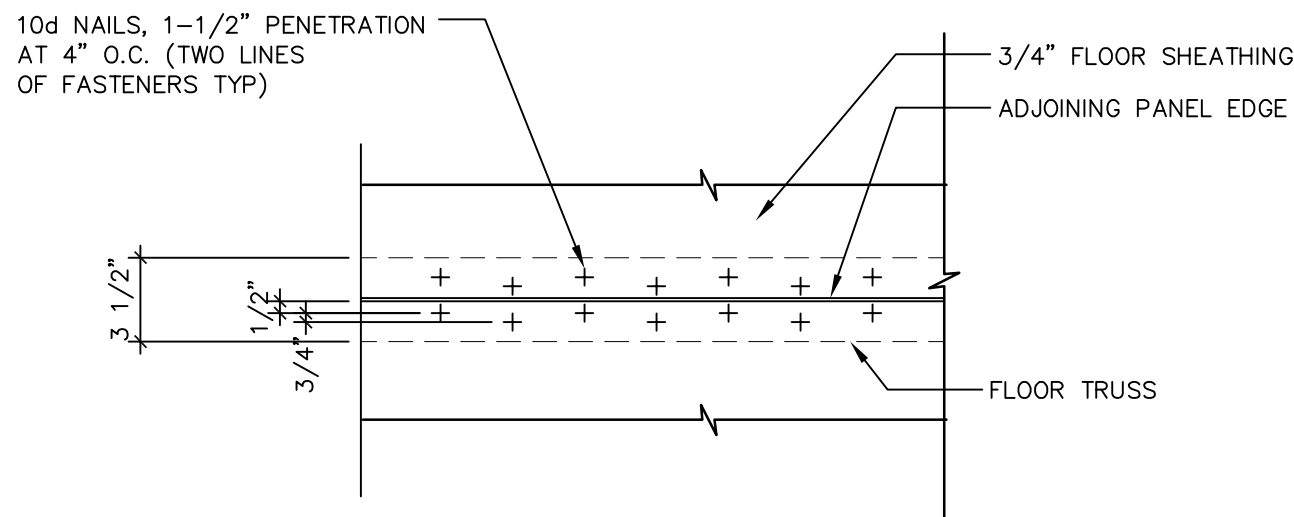 10d NAILS, 1-1/2" PENETRATION
AT 4" O.C. (TWO LINES
OF FASTENERS TYP)
3/4" FLOOR SHEATHING
ADJOINING PANEL EDGE
3 1/2"
1/2"
3/4"
FLOOR TRUSS